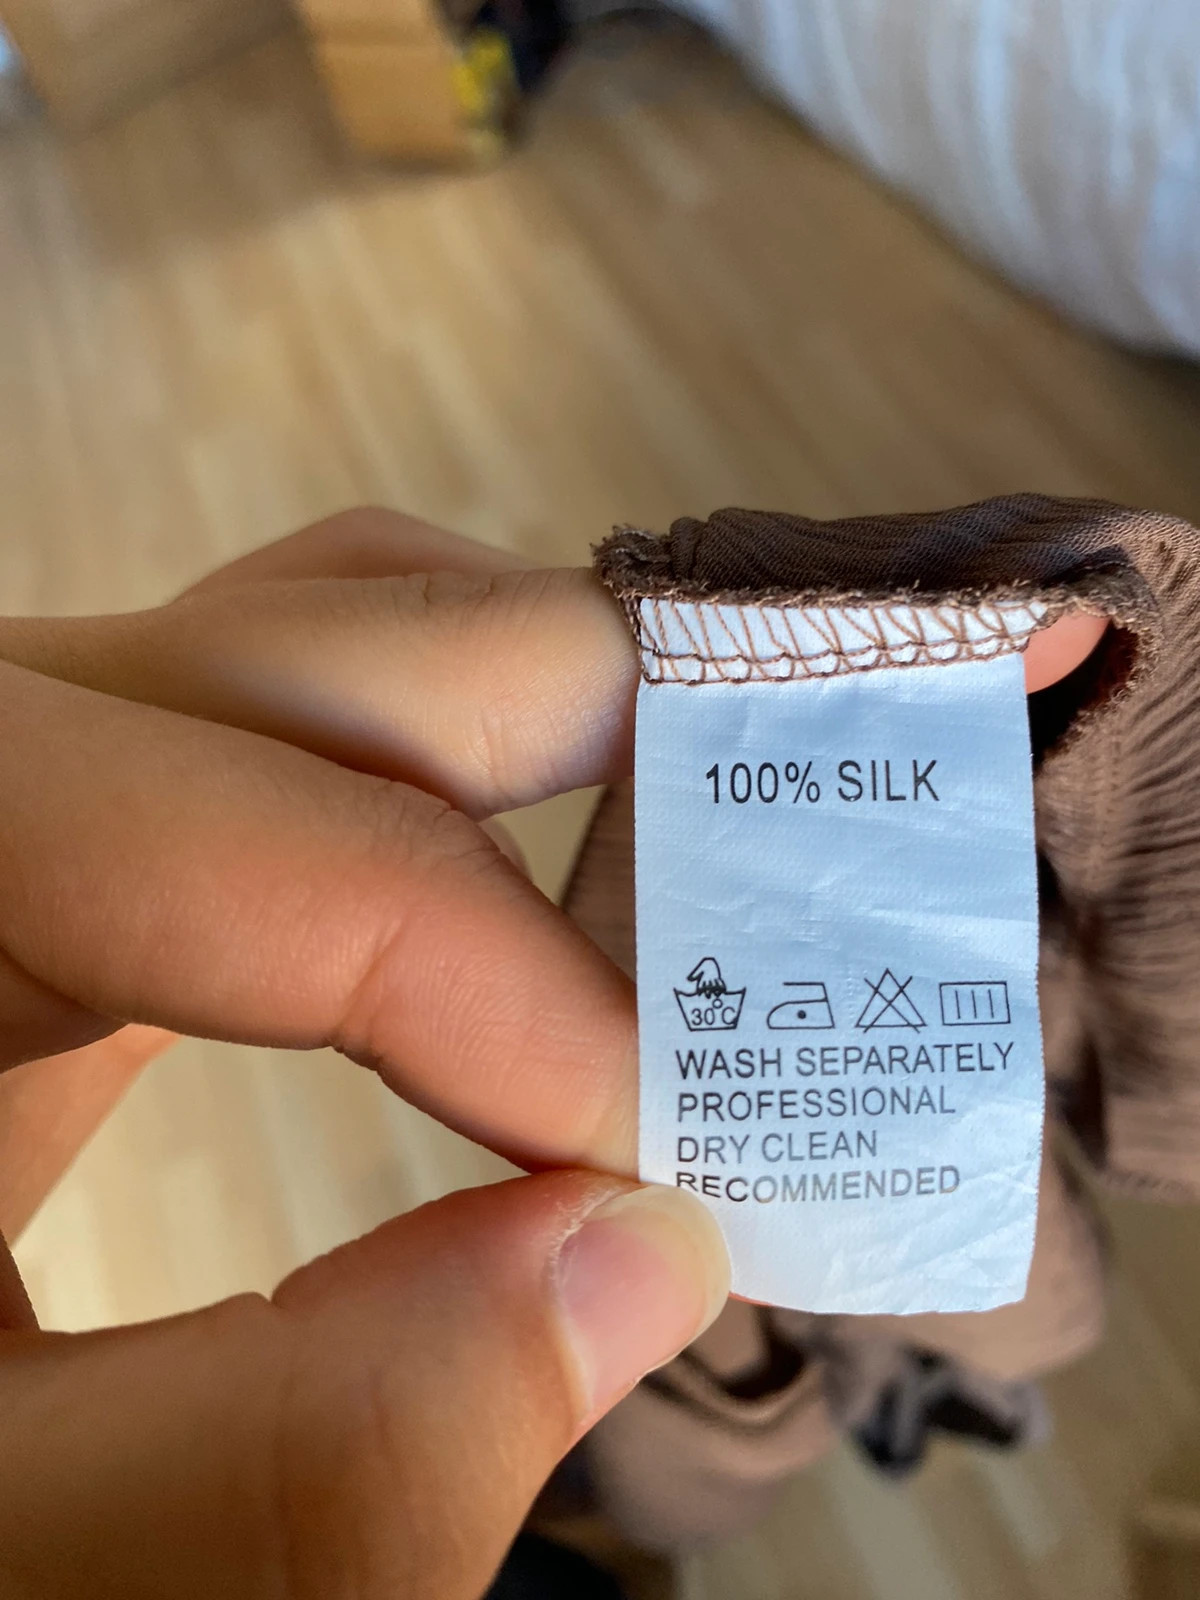 100% SILK
30°C
WASH SEPARATELY
PROFESSIONAL
DRY CLEAN
RECOMMENDED